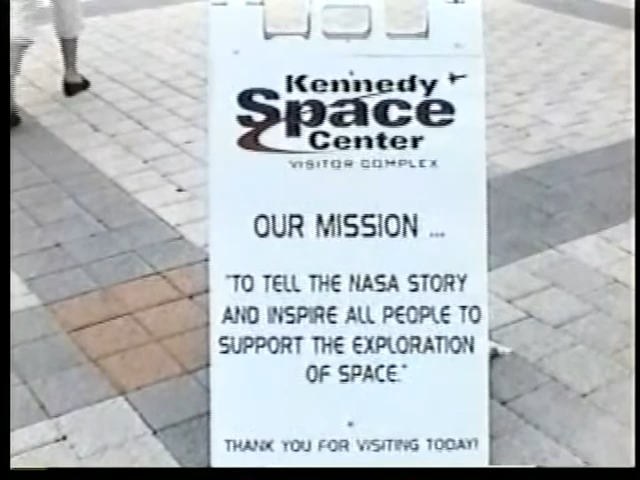 Kennedy
Space
Center
VISITOR COMPLEX
OUR MISSION ...
"TO TELL THE NASA STORY
AND INSPIRE ALL PEOPLE TO
SUPPORT THE EXPLORATION
OF SPACE."
THANK YOU FOR VISITING TODAY!